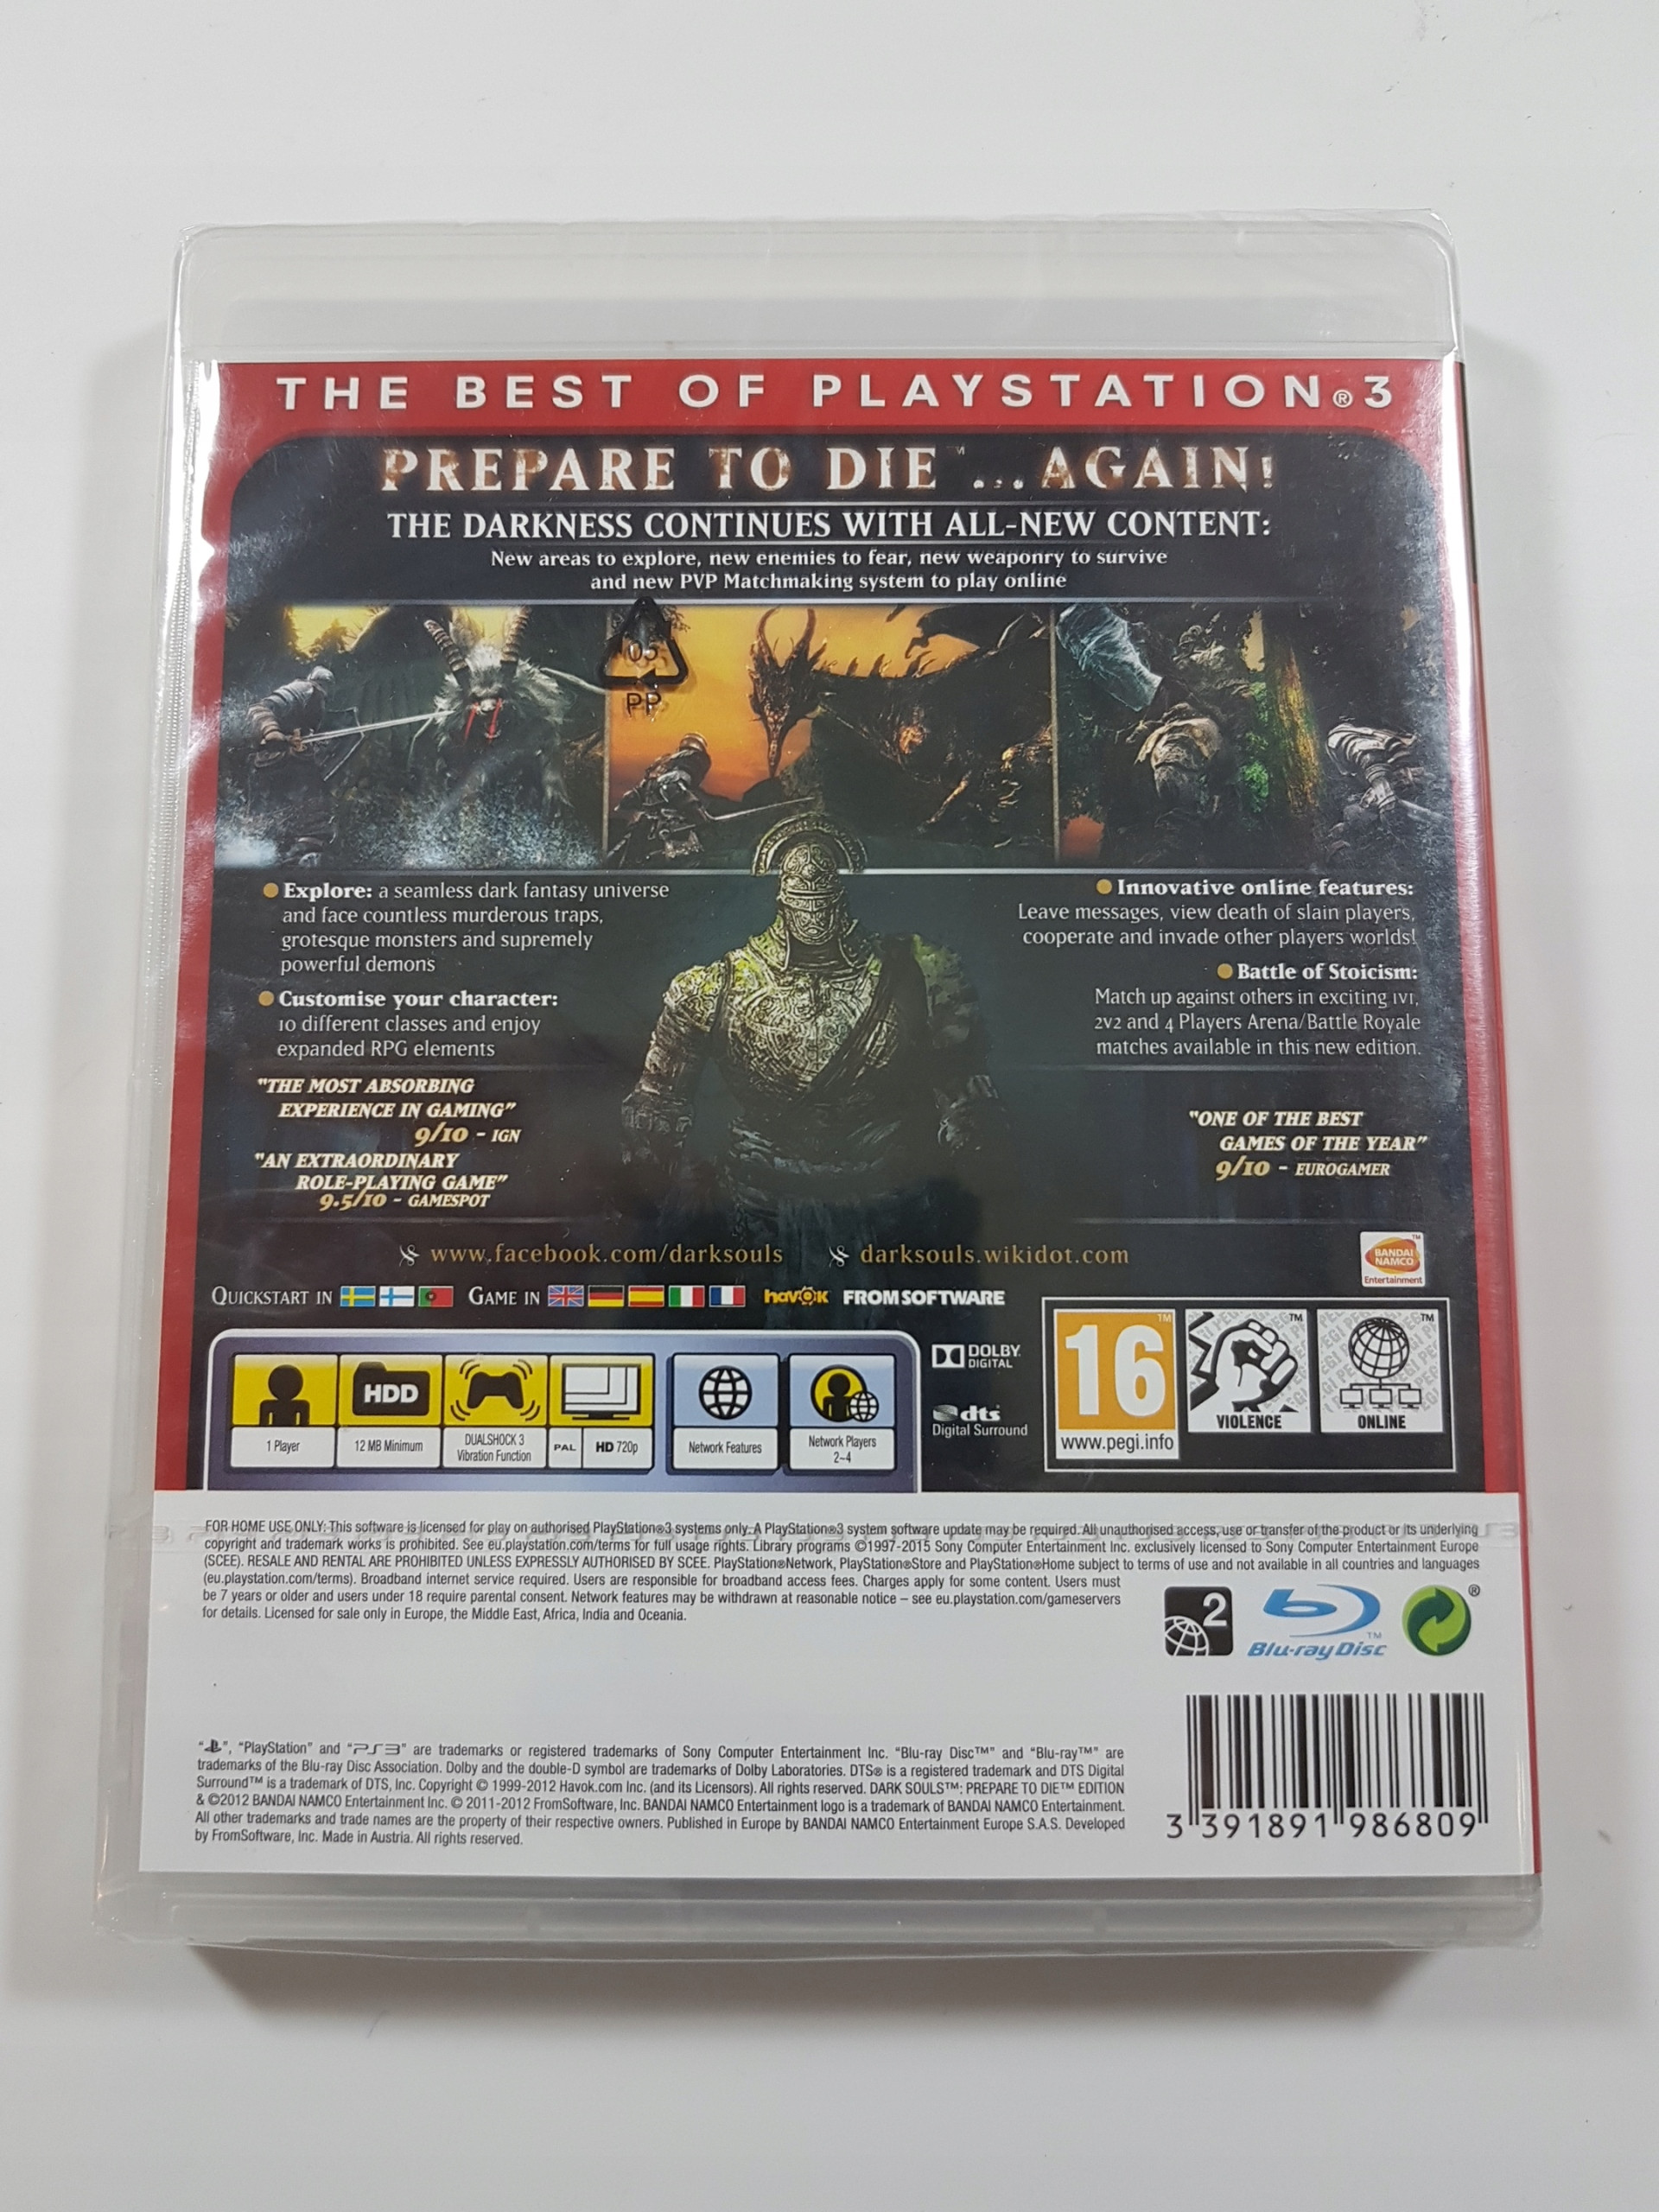 THE BEST OF PLAYSTATION®3
PREPARE TO DIE™ ...AGAIN!
THE DARKNESS CONTINUES WITH ALL-NEW CONTENT:
New areas to explore, new enemies to fear, new weaponry to survive
and new PVP Matchmaking system to play online
05
PP
Explore: a seamless dark fantasy universe
and face countless murderous traps,
grotesque monsters and supremely
powerful demons
Customise your character:
10 different classes and enjoy
expanded RPG elements
Innovative online features:
Leave messages, view death of slain players,
cooperate and invade other players worlds!
Battle of Stoicism:
Match up against others in exciting 1v1,
2v2 and 4 Players Arena/Battle Royale
matches available in this new edition.
"THE MOST ABSORBING
EXPERIENCE IN GAMING"
9/10 - IGN
"AN EXTRAORDINARY
ROLE-PLAYING GAME"
9.5/10 - GAMESPOT
"ONE OF THE BEST
GAMES OF THE YEAR"
9/10 - EUROGAMER
www.facebook.com/darksouls darksouls.wikidot.com
BANDAI
NAMCO
Entertainment
QUICKSTART IN GAME IN havok FROMSOFTWARE
HDD
1 Player
12 MB Minimum
DUALSHOCK 3
Vibration Function
PAL
HD 720p
Network Features
Network Players
2-4
DOLBY
DIGITAL
dts
Digital Surround
16
www.pegi.info
VIOLENCE
ONLINE
FOR HOME USE ONLY: This software is licensed for play on authorised PlayStation®3 systems only. A PlayStation®3 system software update may be required. All unauthorised access, use or transfer of the product or its underlying
copyright and trademark works is prohibited. See eu.playstation.com/terms for full usage rights. Library programs ©1997-2015 Sony Computer Entertainment Inc. exclusively licensed to Sony Computer Entertainment Europe
(SCEE). RESALE AND RENTAL ARE PROHIBITED UNLESS EXPRESSLY AUTHORISED BY SCEE. PlayStation®Network, PlayStation®Store and PlayStation®Home subject to terms of use and not available in all countries and languages
(eu.playstation.com/terms). Broadband internet service required. Users are responsible for broadband access fees. Charges apply for some content. Users must
be 7 years or older and users under 18 require parental consent. Network features may be withdrawn at reasonable notice – see eu.playstation.com/gameservers
for details. Licensed for sale only in Europe, the Middle East, Africa, India and Oceania.
2
Blu-ray Disc™
®
"PS", "PlayStation" and "PS3" are trademarks or registered trademarks of Sony Computer Entertainment Inc. "Blu-ray Disc™" and "Blu-ray™" are
trademarks of the Blu-ray Disc Association. Dolby and the double-D symbol are trademarks of Dolby Laboratories. DTS® is a registered trademark and DTS Digital
Surround™ is a trademark of DTS, Inc. Copyright © 1999-2012 Havok.com Inc. (and its Licensors). All rights reserved. DARK SOULS™: PREPARE TO DIE™ EDITION
& ©2012 BANDAI NAMCO Entertainment Inc. © 2011-2012 FromSoftware, Inc. BANDAI NAMCO Entertainment logo is a trademark of BANDAI NAMCO Entertainment.
All other trademarks and trade names are the property of their respective owners. Published in Europe by BANDAI NAMCO Entertainment Europe S.A.S. Developed
by FromSoftware, Inc. Made in Austria. All rights reserved.
3 391891 986809